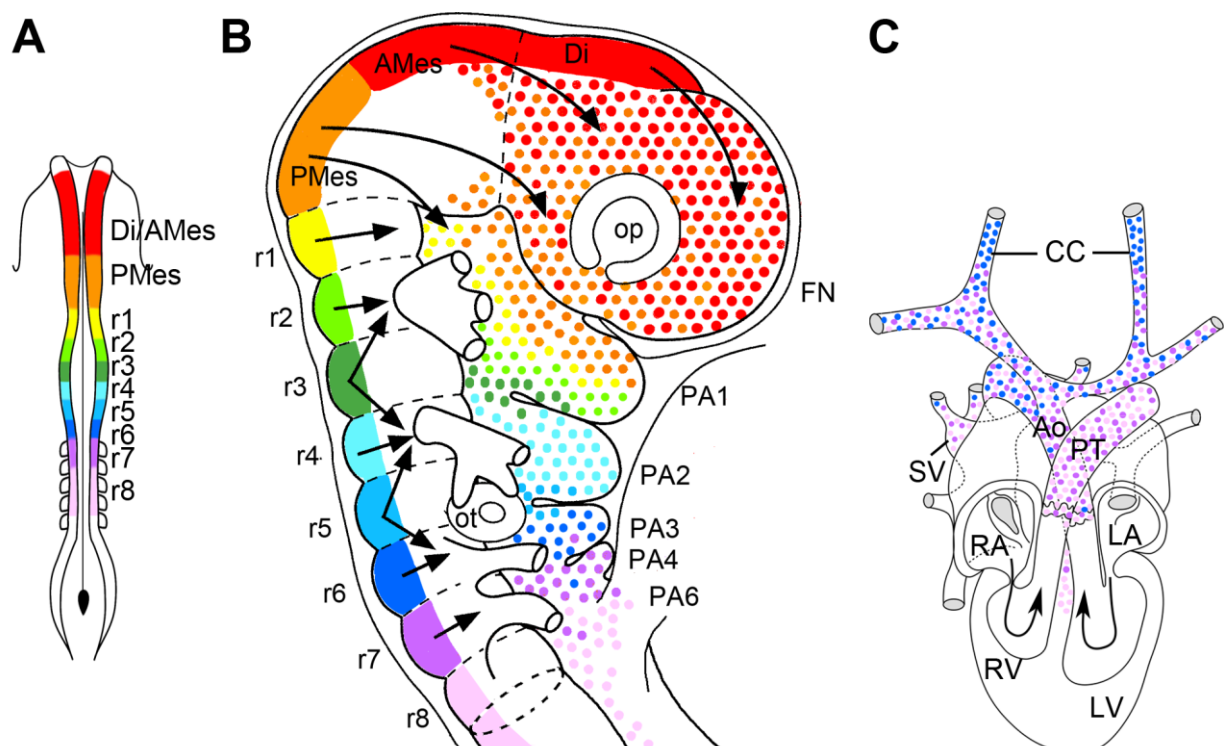 A
Di/AMes
PMes
r1
r2
r3
r4
r5
r6
r7
r8
B
AMes
Di
PMes
op
FN
r1
r2
r3
r4
r5
r6
r7
r8
ot
PA1
PA2
PA3
PA4
PA6
C
CC
Ao
PT
SV
RA
LA
RV
LV